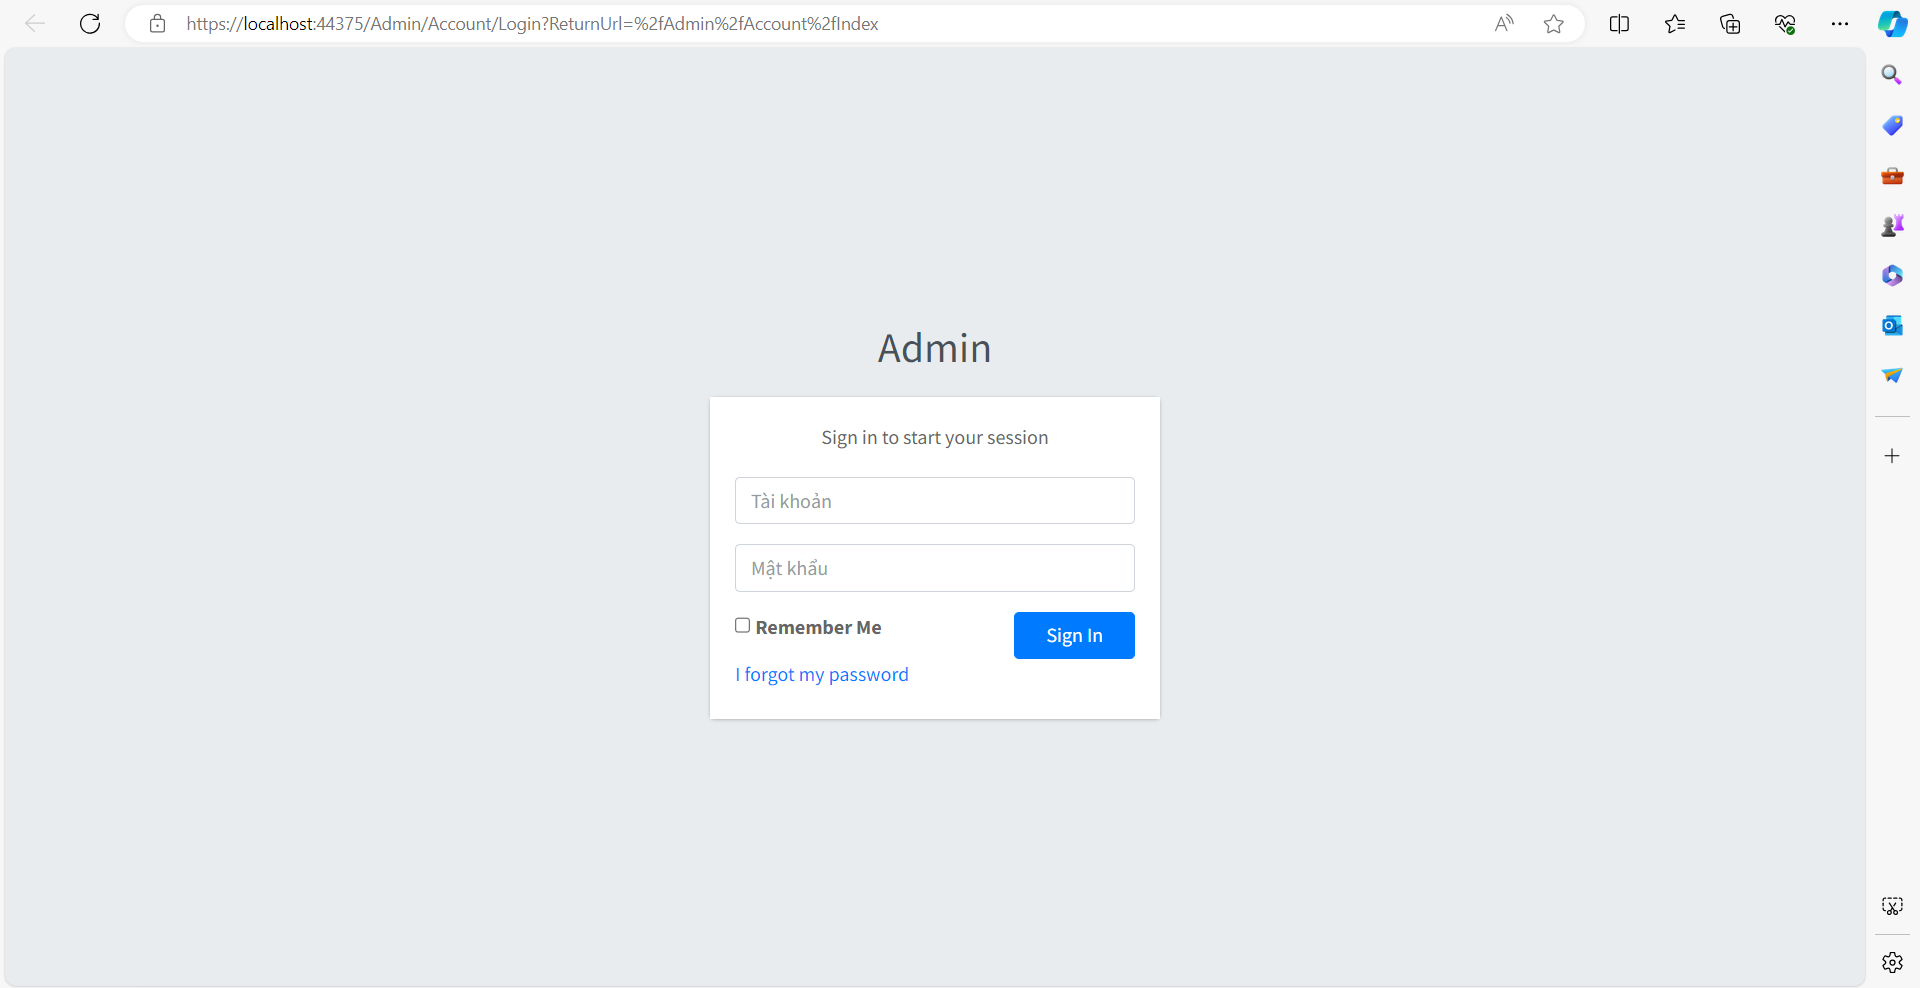 https://localhost:44375/Admin/Account/Login?ReturnUrl=%2fAdmin%2fAccount%2fIndex
Admin
Sign in to start your session
Tài khoản
Mật khẩu
Remember Me
Sign In
I forgot my password